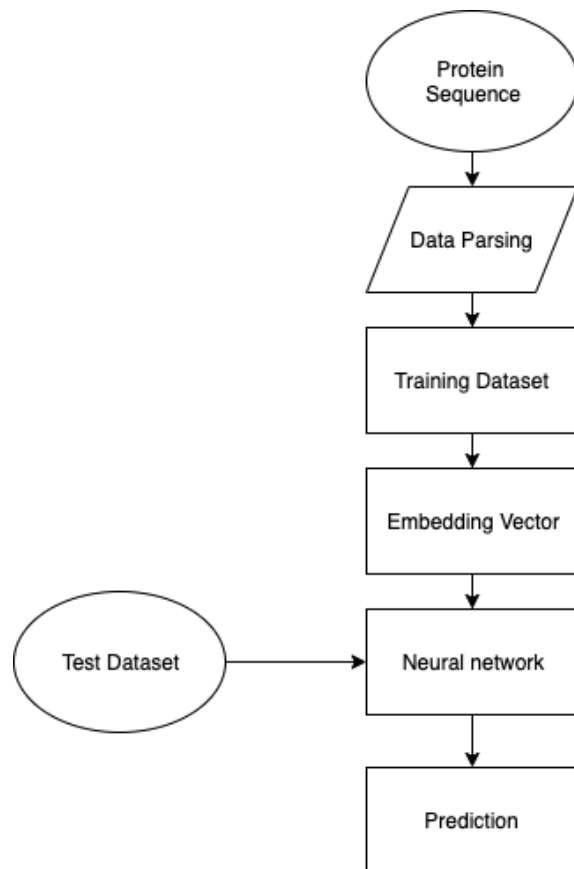 Protein
Sequence
Data Parsing
Training Dataset
Embedding Vector
Test Dataset
Neural network
Prediction